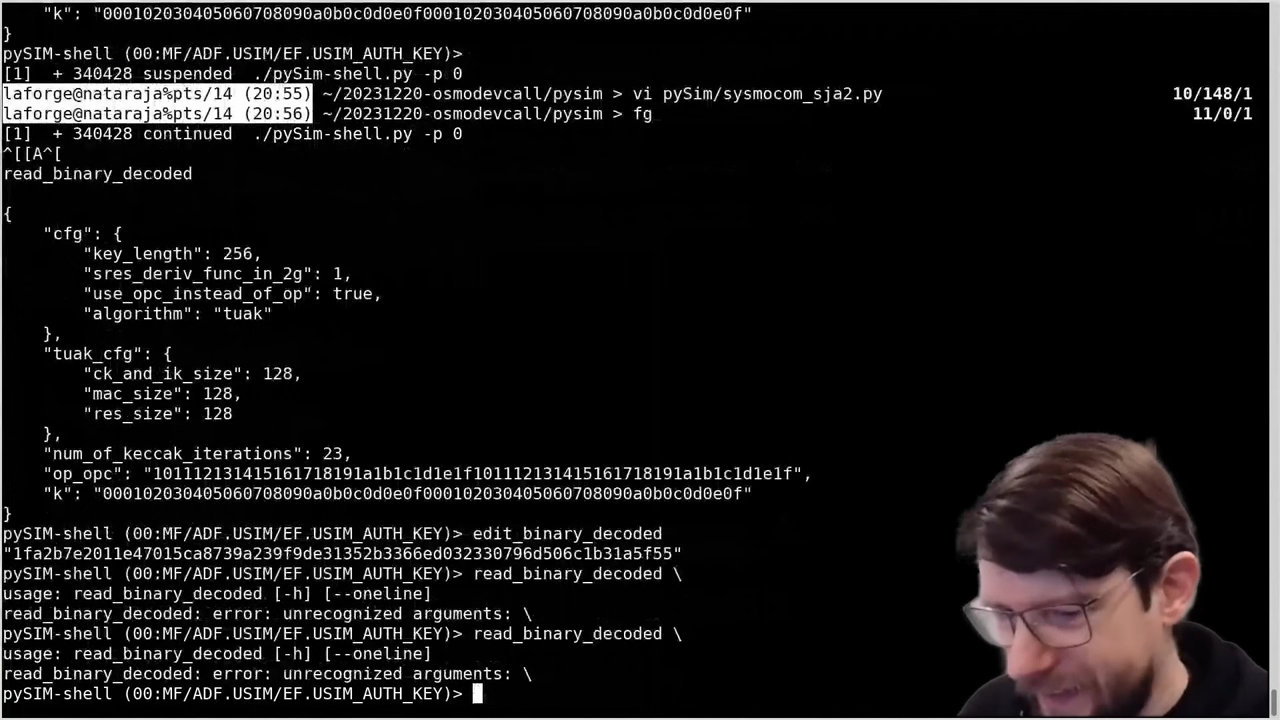 "k": "000102030405060708090a0b0c0d0e0f000102030405060708090a0b0c0d0e0f"
}
pySIM-shell (00:MF/ADF.USIM/EF.USIM_AUTH_KEY)>
[1]  + 340428 suspended  ./pySim-shell.py -p 0
laforge@nataraja%pts/14 (20:55) ~/20231220-osmodevcall/pysim > vi pySim/sysmocom_sja2.py 10/148/1
laforge@nataraja%pts/14 (20:56) ~/20231220-osmodevcall/pysim > fg 11/0/1
[1]  + 340428 continued  ./pySim-shell.py -p 0
^[[A^[
read_binary_decoded
{
    "cfg": {
        "key_length": 256,
        "sres_deriv_func_in_2g": 1,
        "use_opc_instead_of_op": true,
        "algorithm": "tuak"
    },
    "tuak_cfg": {
        "ck_and_ik_size": 128,
        "mac_size": 128,
        "res_size": 128
    },
    "num_of_keccak_iterations": 23,
    "op_opc": "101112131415161718191a1b1c1d1e1f101112131415161718191a1b1c1d1e1f",
    "k": "000102030405060708090a0b0c0d0e0f000102030405060708090a0b0c0d0e0f"
}
pySIM-shell (00:MF/ADF.USIM/EF.USIM_AUTH_KEY)> edit_binary_decoded
"1fa2b7e2011e47015ca8739a239f9de31352b3366ed032330796d506c1b31a5f55"
pySIM-shell (00:MF/ADF.USIM/EF.USIM_AUTH_KEY)> read_binary_decoded \
usage: read_binary_decoded [-h] [--oneline]
read_binary_decoded: error: unrecognized arguments: \
pySIM-shell (00:MF/ADF.USIM/EF.USIM_AUTH_KEY)> read_binary_decoded \
usage: read_binary_decoded [-h] [--oneline]
read_binary_decoded: error: unrecognized arguments: \
pySIM-shell (00:MF/ADF.USIM/EF.USIM_AUTH_KEY)>